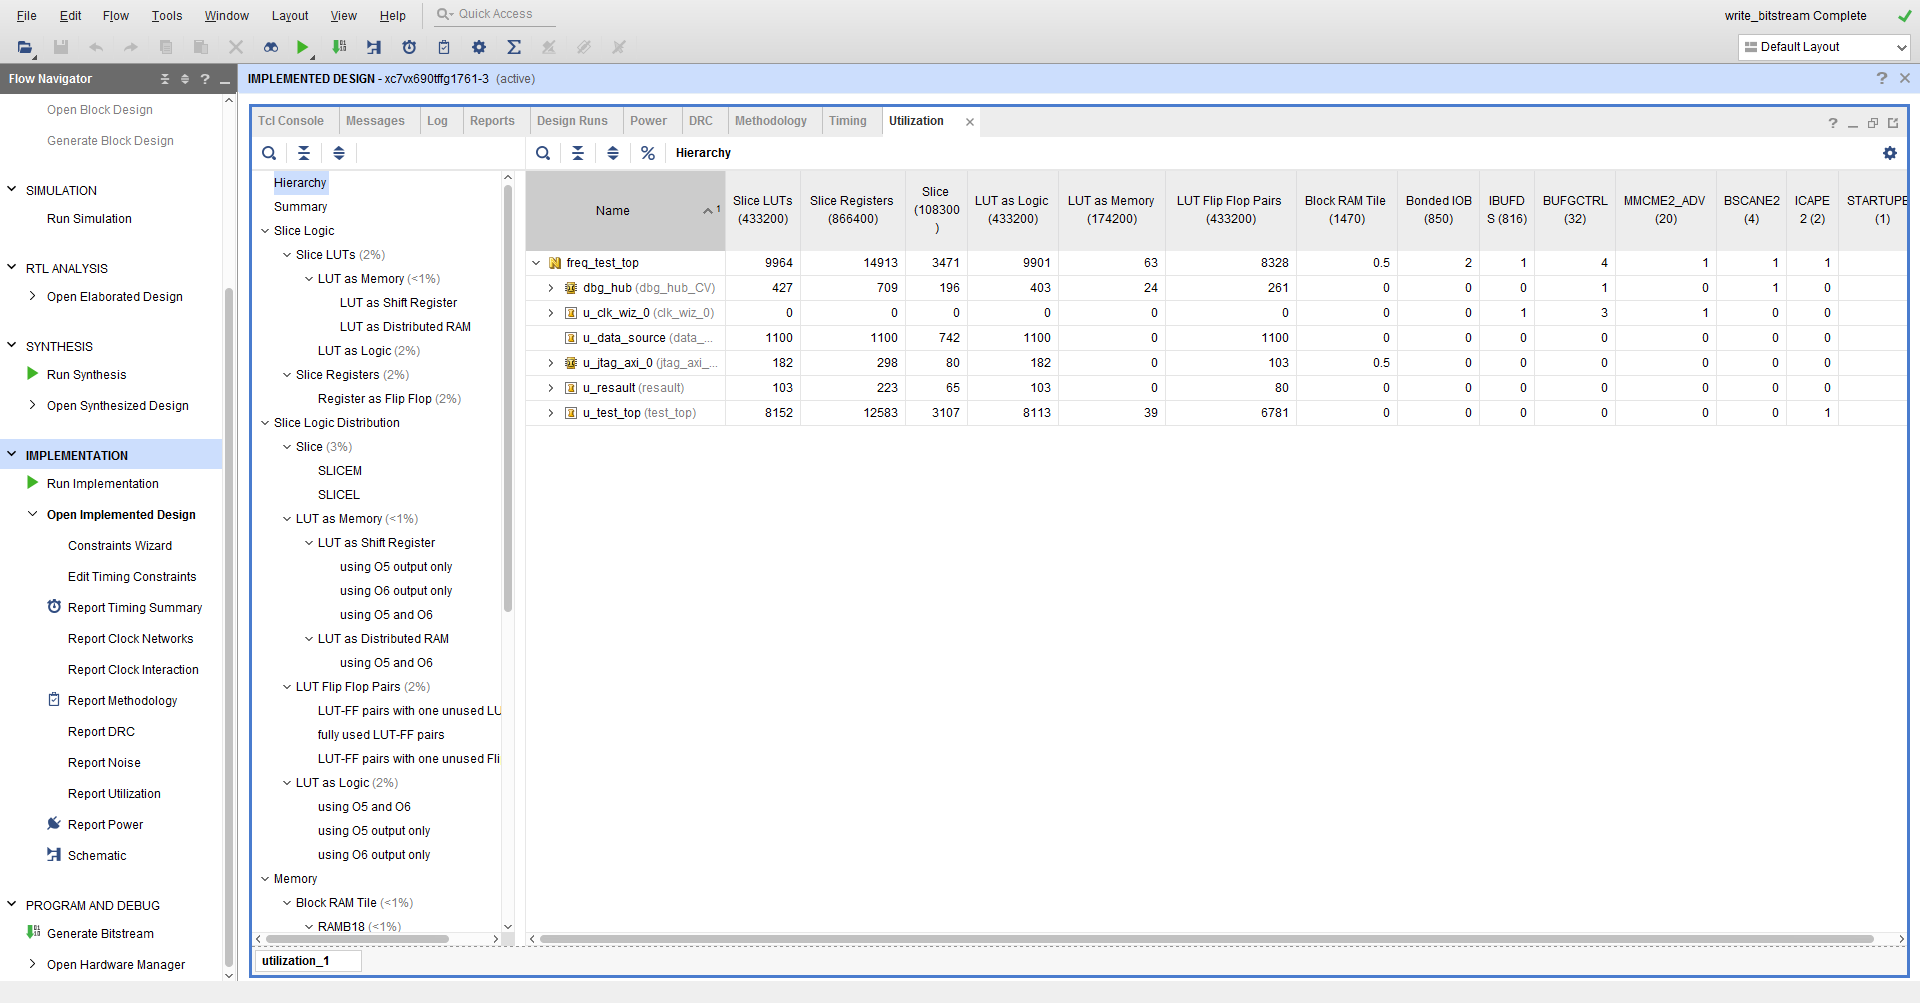 File Edit Flow Tools Window Layout View Help Quick Access
write_bitstream Complete
Default Layout
Flow Navigator
Open Block Design
Generate Block Design
SIMULATION
Run Simulation
RTL ANALYSIS
Open Elaborated Design
SYNTHESIS
Run Synthesis
Open Synthesized Design
IMPLEMENTATION
Run Implementation
Open Implemented Design
Constraints Wizard
Edit Timing Constraints
Report Timing Summary
Report Clock Networks
Report Clock Interaction
Report Methodology
Report DRC
Report Noise
Report Utilization
Report Power
Schematic
PROGRAM AND DEBUG
Generate Bitstream
Open Hardware Manager
IMPLEMENTED DESIGN - xc7vx690tffg1761-3 (active)
Tcl Console Messages Log Reports Design Runs Power DRC Methodology Timing Utilization
Hierarchy
Summary
Slice Logic
Slice LUTs (2%)
LUT as Memory (<1%)
LUT as Shift Register
LUT as Distributed RAM
LUT as Logic (2%)
Slice Registers (2%)
Register as Flip Flop (2%)
Slice Logic Distribution
Slice (3%)
SLICEM
SLICEL
LUT as Memory (<1%)
LUT as Shift Register
using O5 output only
using O6 output only
using O5 and O6
LUT as Distributed RAM
using O5 and O6
LUT Flip Flop Pairs (2%)
LUT-FF pairs with one unused LU
fully used LUT-FF pairs
LUT-FF pairs with one unused Fli
LUT as Logic (2%)
using O5 and O6
using O5 output only
using O6 output only
Memory
Block RAM Tile (<1%)
RAMB18 (<1%)
% Hierarchy
Name 1 Slice LUTs (433200) Slice Registers (866400) Slice (108300) LUT as Logic (433200) LUT as Memory (174200) LUT Flip Flop Pairs (433200) Block RAM Tile (1470) Bonded IOB (850) IBUFDS (816) BUFGCTRL (32) MMCME2_ADV (20) BSCANE2 (4) ICAPE2 (2) STARTUPE (1)
freq_test_top 9964 14913 3471 9901 63 8328 0.5 2 1 4 1 1 1
dbg_hub (dbg_hub_CV) 427 709 196 403 24 261 0 0 0 1 0 1 0
u_clk_wiz_0 (clk_wiz_0) 0 0 0 0 0 0 0 0 1 3 1 0 0
u_data_source (data_... 1100 1100 742 1100 0 1100 0 0 0 0 0 0 0
u_jtag_axi_0 (jtag_axi_... 182 298 80 182 0 103 0.5 0 0 0 0 0 0
u_resault (resault) 103 223 65 103 0 80 0 0 0 0 0 0 0
u_test_top (test_top) 8152 12583 3107 8113 39 6781 0 0 0 0 0 0 1
utilization_1